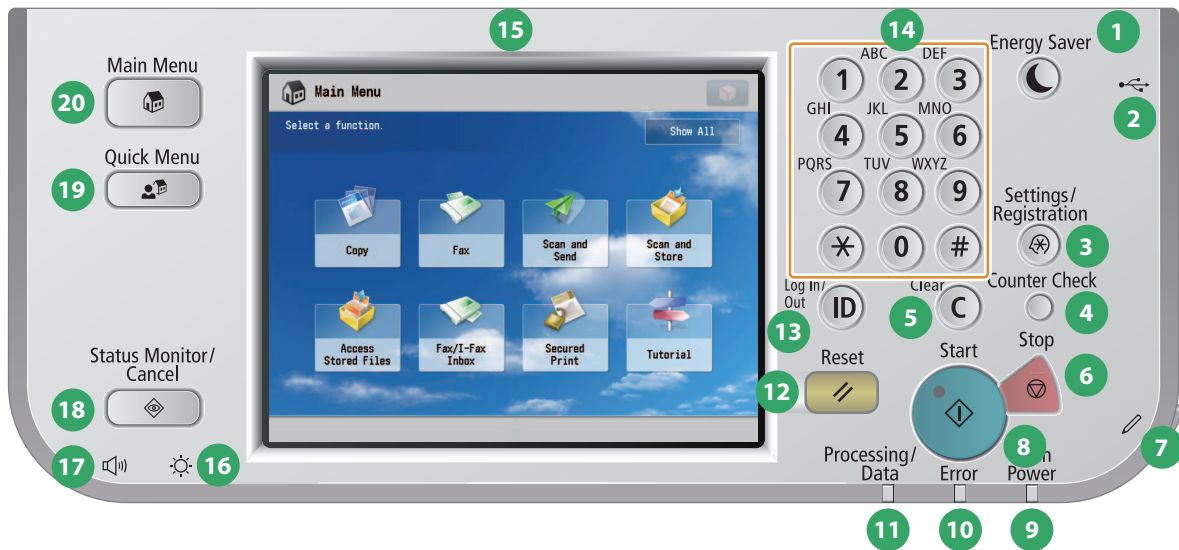 15
14
1
Energy Saver
2
Main Menu
20
Quick Menu
19
Main Menu
Select a function.
Show All
Copy
Fax
Scan and
Send
Scan and
Store
Access
Stored Files
Fax/I-Fax
Inbox
Secured
Print
Tutorial
ABC
DEF
1
2
3
GHI
JKL
MNO
4
5
6
PQRS
TUV
WXYZ
7
8
9
*
0
#
Settings/
Registration
3
Log In/
Out
ID
13
Clear
C
5
Counter Check
4
Status Monitor/
Cancel
18
17
16
Reset
12
Start
Stop
6
7
8
Processing/
Data
11
Error
10
Power
9